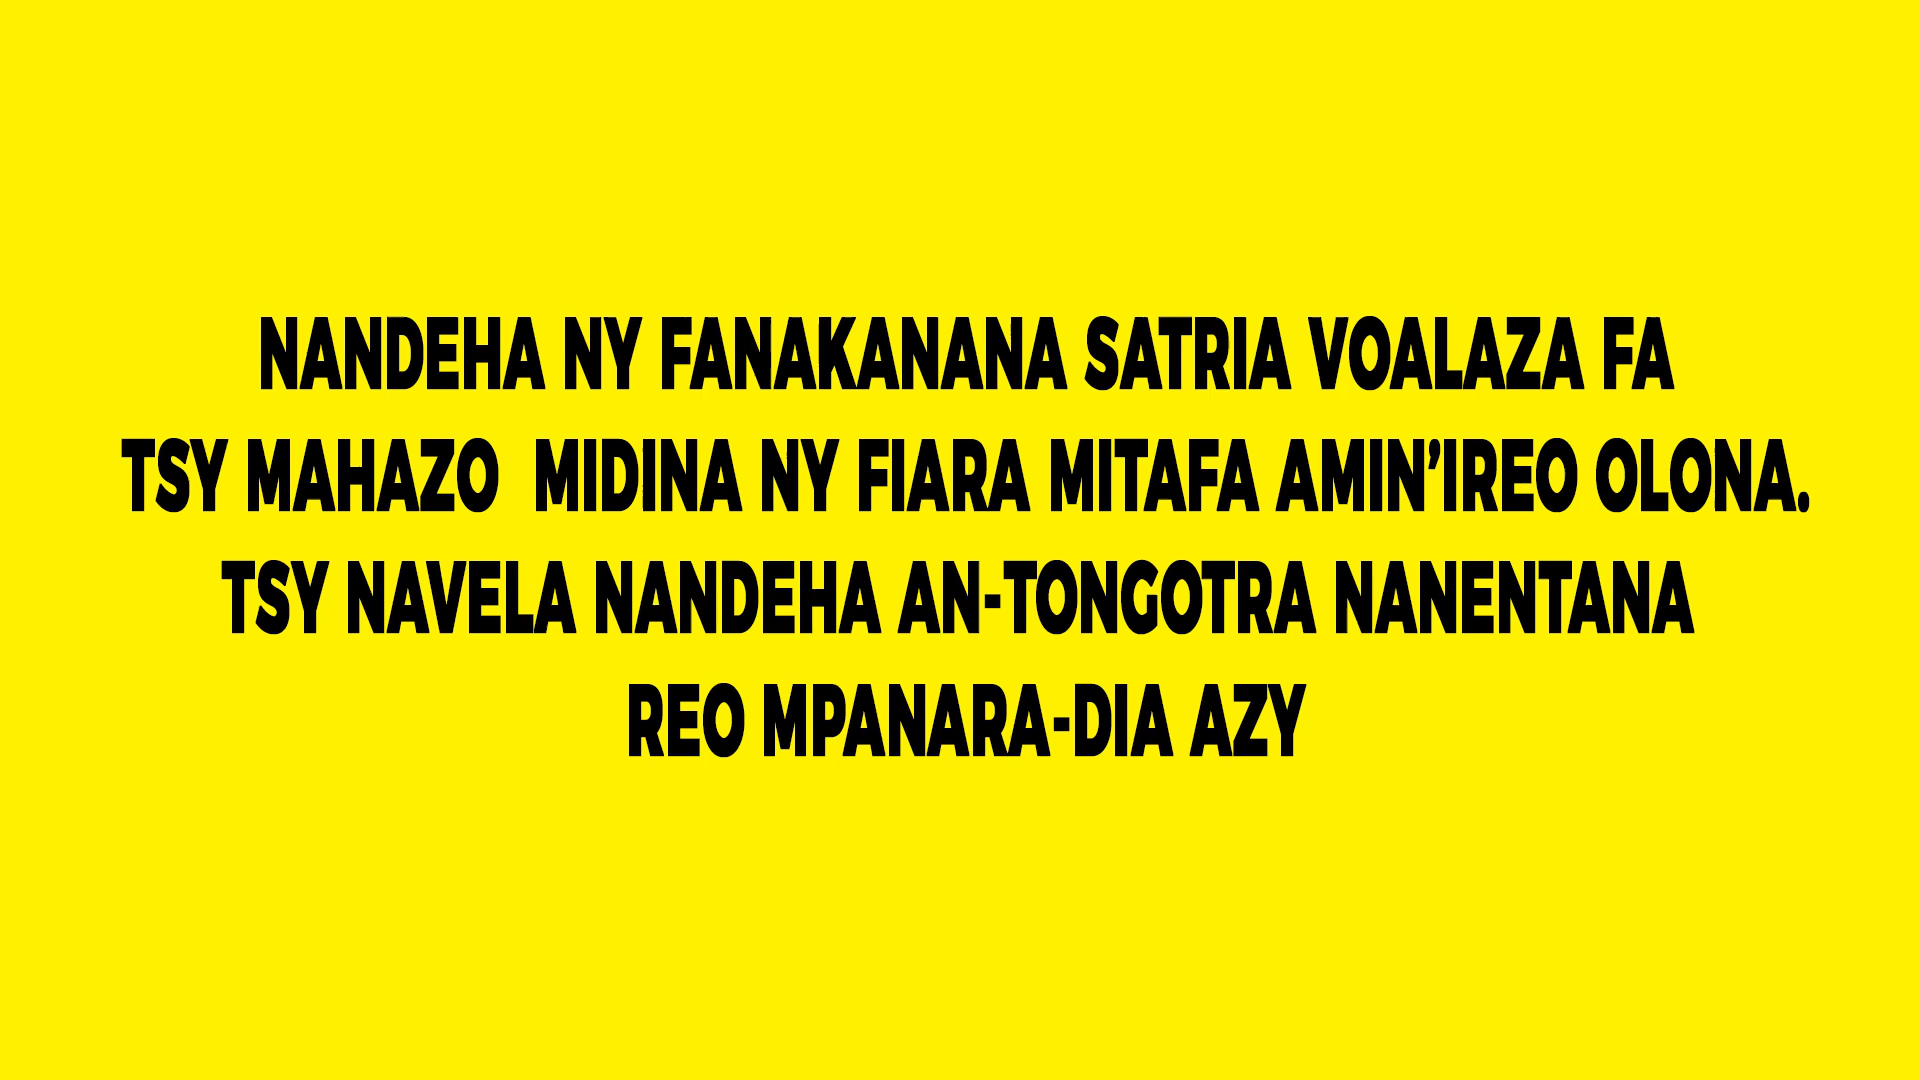 NANDEHA NY FANAKANANA SATRIA VOALAZA FA
TSY MAHAZO  MIDINA NY FIARA MITAFA AMIN’IREO OLONA.
TSY NAVELA NANDEHA AN-TONGOTRA NANENTANA
REO MPANARA-DIA AZY